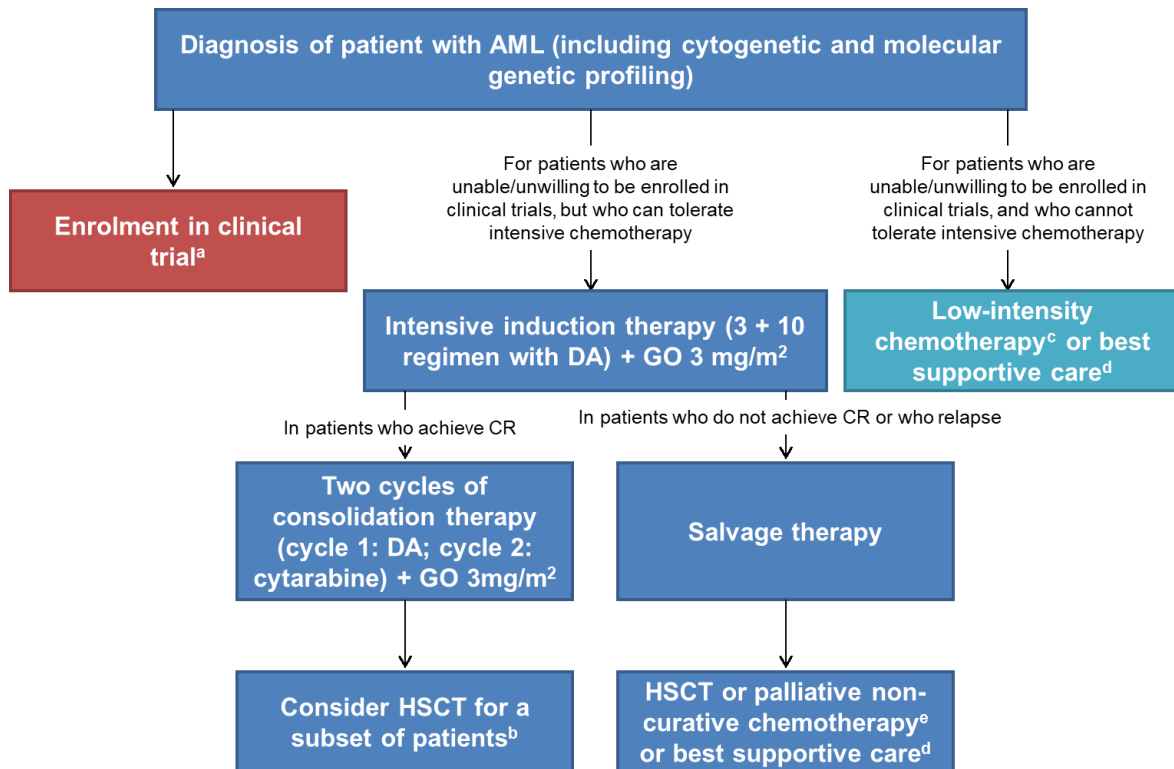 Diagnosis of patient with AML (including cytogenetic and molecular
genetic profiling)
For patients who are
unable/unwilling to be enrolled in
clinical trials, but who can tolerate
intensive chemotherapy
For patients who are
unable/unwilling to be enrolled in
clinical trials, and who cannot
tolerate intensive chemotherapy
Enrolment in clinical
trialᵃ
Intensive induction therapy (3 + 10
regimen with DA) + GO 3 mg/m²
Low-intensity
chemotherapyᶜ or best
supportive careᵈ
In patients who achieve CR
In patients who do not achieve CR or who relapse
Two cycles of
consolidation therapy
(cycle 1: DA; cycle 2:
cytarabine) + GO 3mg/m²
Salvage therapy
Consider HSCT for a
subset of patientsᵇ
HSCT or palliative non-
curative chemotherapyᵉ
or best supportive careᵈ